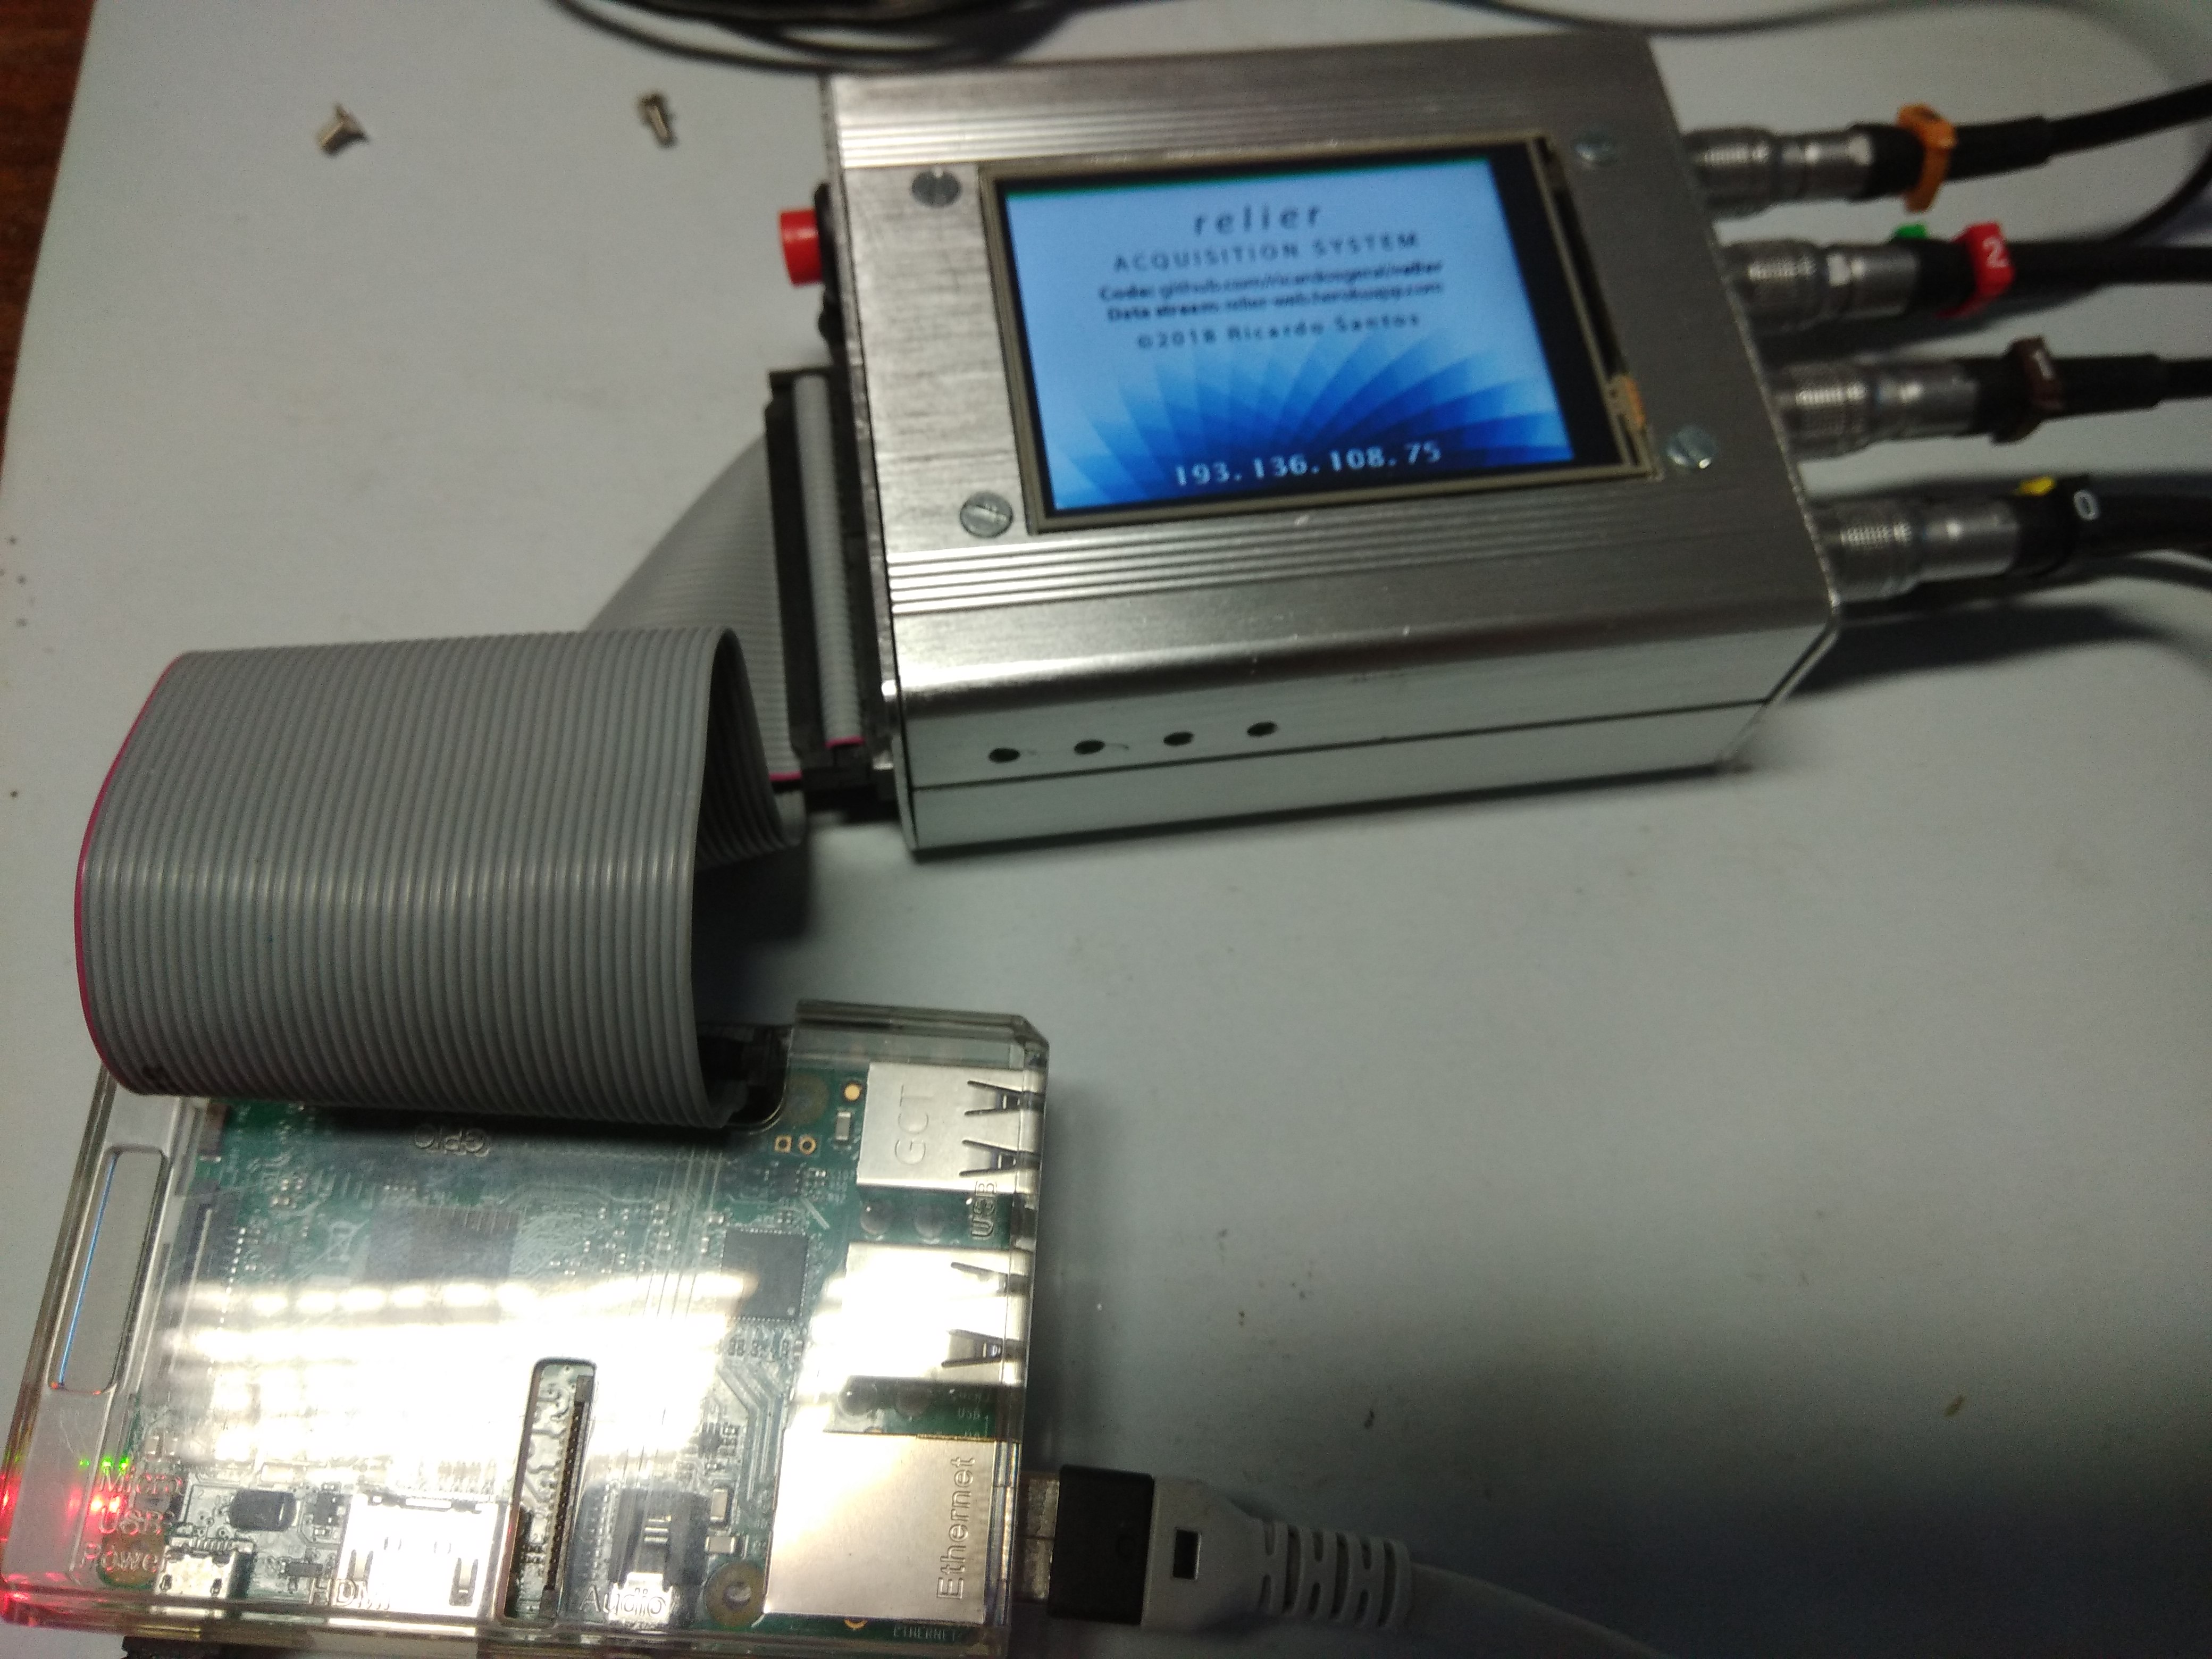 relier
ACQUISITION SYSTEM
Code: github.com/ricardosgeral/relier
Data stream: relier-web.herokuapp.com
©2018 Ricardo Santos
193.136.108.75
2
1
0
GPIO
GCT
USB
USB
Ethernet
ETHERNET
Micro
USB
Power
HDMI
Audio